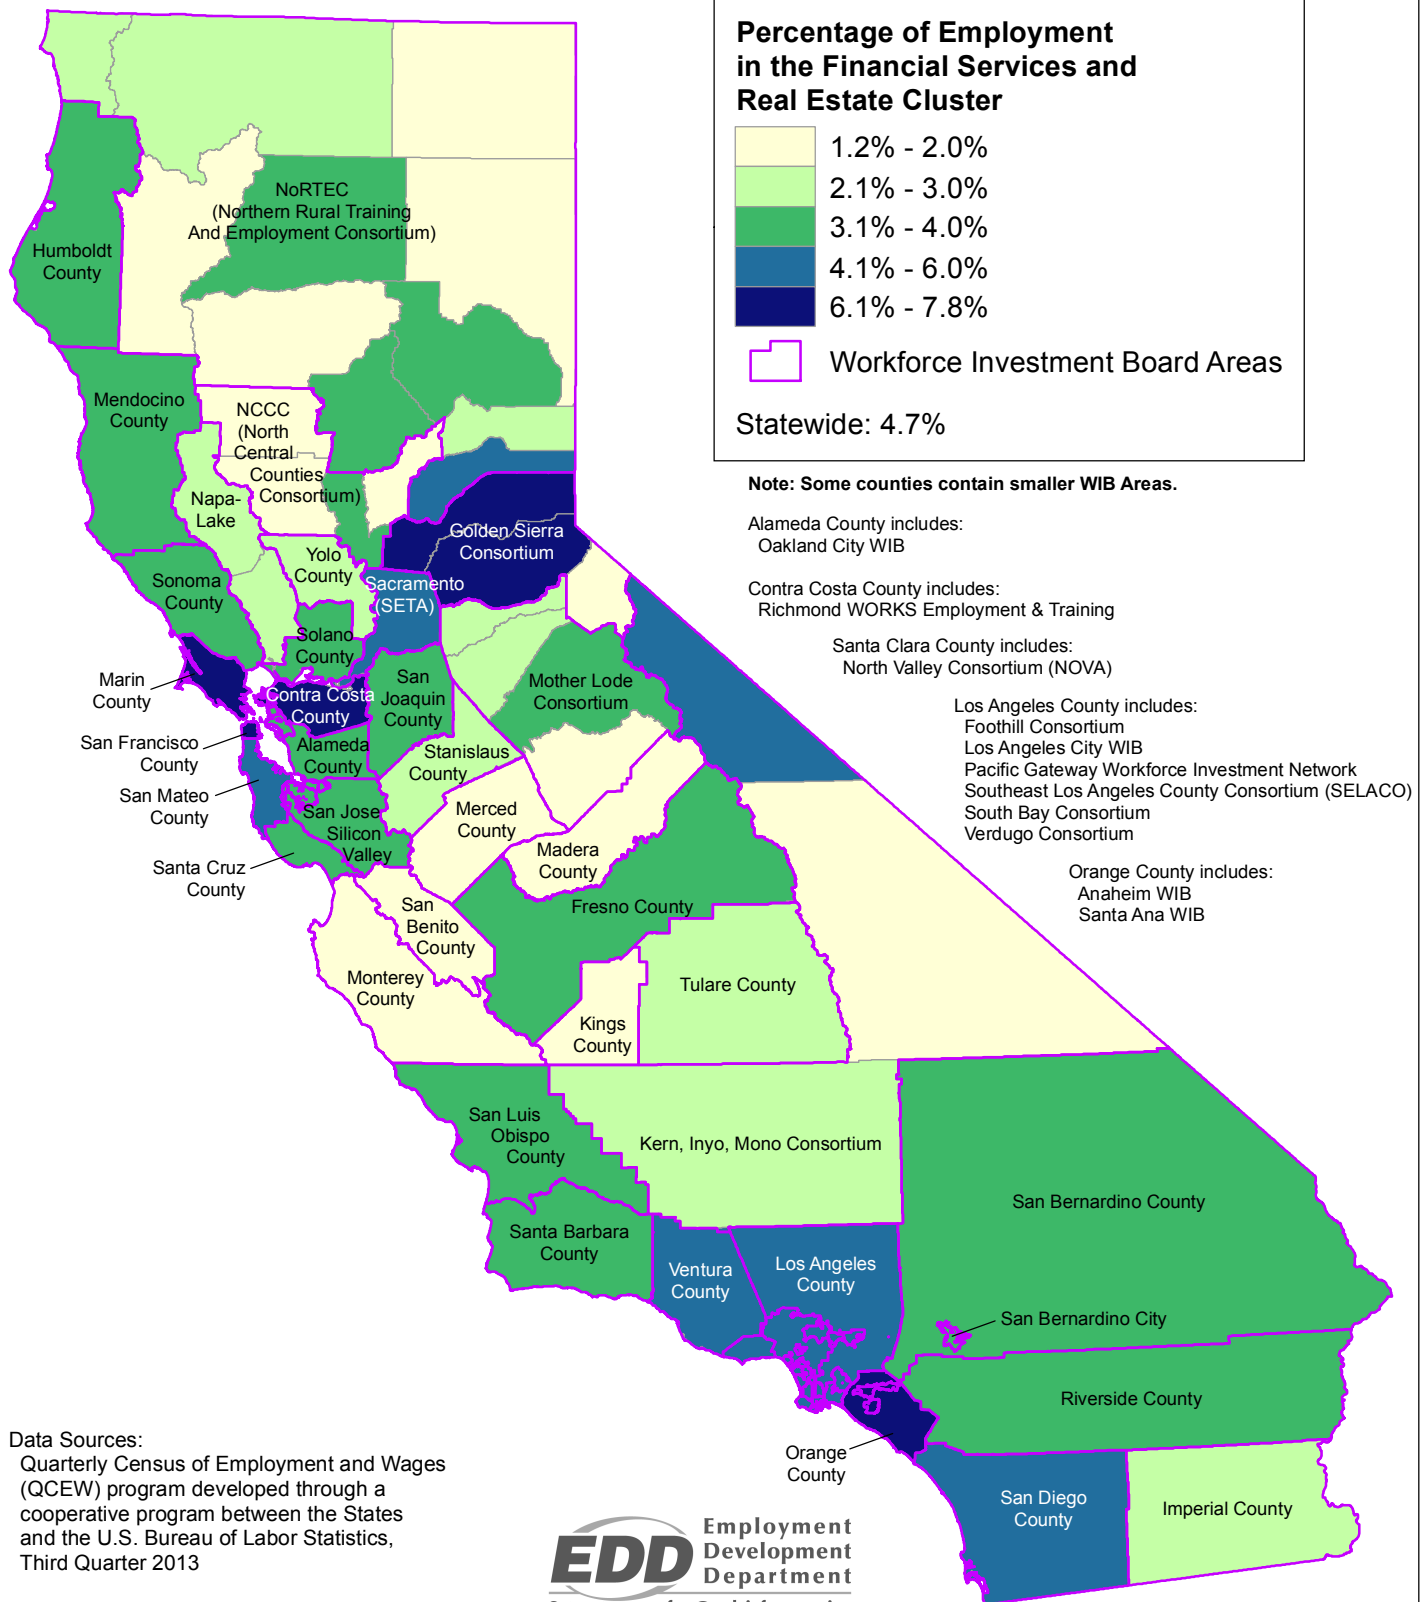 Percentage of Employment
in the Financial Services and
Real Estate Cluster
1.2% - 2.0%
2.1% - 3.0%
3.1% - 4.0%
4.1% - 6.0%
6.1% - 7.8%
Workforce Investment Board Areas
Statewide: 4.7%
Note: Some counties contain smaller WIB Areas.
Alameda County includes:
Oakland City WIB
Contra Costa County includes:
Richmond WORKS Employment & Training
Santa Clara County includes:
North Valley Consortium (NOVA)
Los Angeles County includes:
Foothill Consortium
Los Angeles City WIB
Pacific Gateway Workforce Investment Network
Southeast Los Angeles County Consortium (SELACO)
South Bay Consortium
Verdugo Consortium
Orange County includes:
Anaheim WIB
Santa Ana WIB
NoRTEC
(Northern Rural Training
And Employment Consortium)
Humboldt
County
Mendocino
County
NCCC
(North
Central
Counties
Consortium)
Napa-
Lake
Golden Sierra
Consortium
Yolo
County
Sonoma
County
Sacramento
(SETA)
Solano
County
Marin
County
Contra Costa
County
San
Joaquin
County
Mother Lode
Consortium
San Francisco
County
Alameda
County
Stanislaus
County
San Mateo
County
San Jose
Silicon
Valley
Merced
County
Santa Cruz
County
Madera
County
San
Benito
County
Fresno County
Monterey
County
Tulare County
Kings
County
San Luis
Obispo
County
Kern, Inyo, Mono Consortium
San Bernardino County
Santa Barbara
County
Ventura
County
Los Angeles
County
San Bernardino City
Riverside County
Orange
County
San Diego
County
Imperial County
Data Sources:
Quarterly Census of Employment and Wages
(QCEW) program developed through a
cooperative program between the States
and the U.S. Bureau of Labor Statistics,
Third Quarter 2013
EDD
Employment
Development
Department